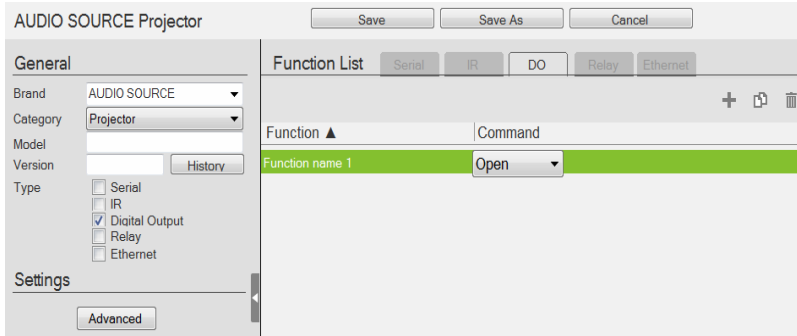 AUDIO SOURCE Projector
Save
Save As
Cancel
General
Brand
AUDIO SOURCE
Category
Projector
Model
Version
History
Type
Serial
IR
Digital Output
Relay
Ethernet
Settings
Advanced
Function List
Serial
IR
DO
Relay
Ethernet
Function ▲
Command
Function name 1
Open